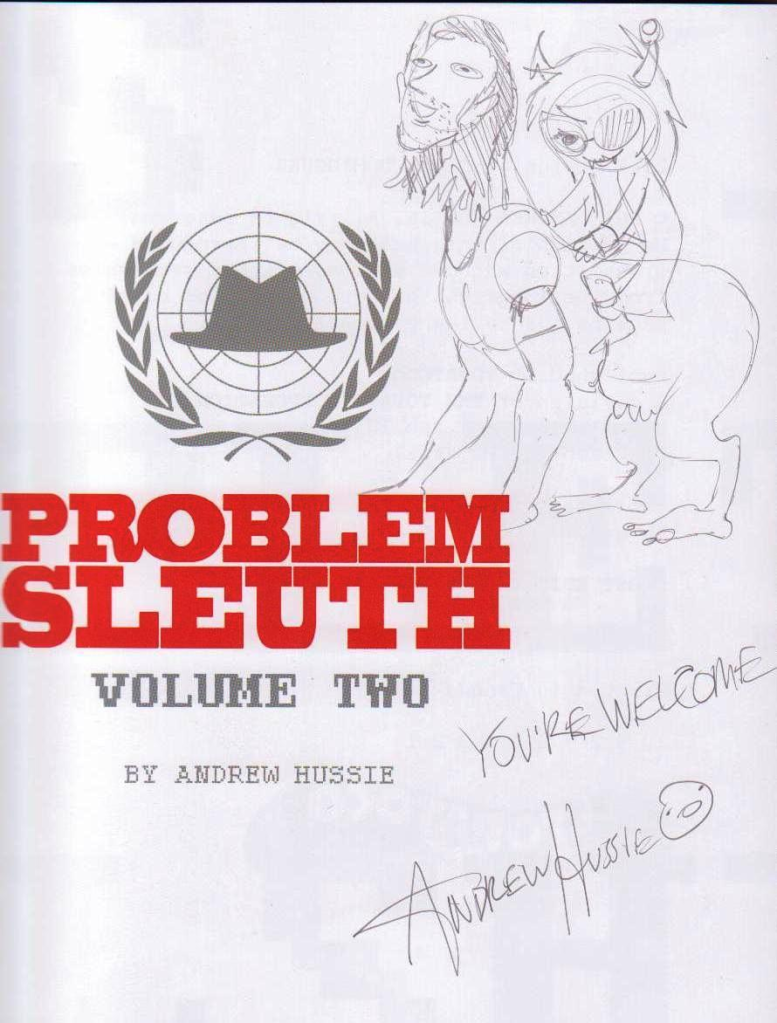 PROBLEM
SLEUTH
VOLUME TWO
BY ANDREW HUSSIE
YOU'RE WELCOME
ANDREW HUSSIE